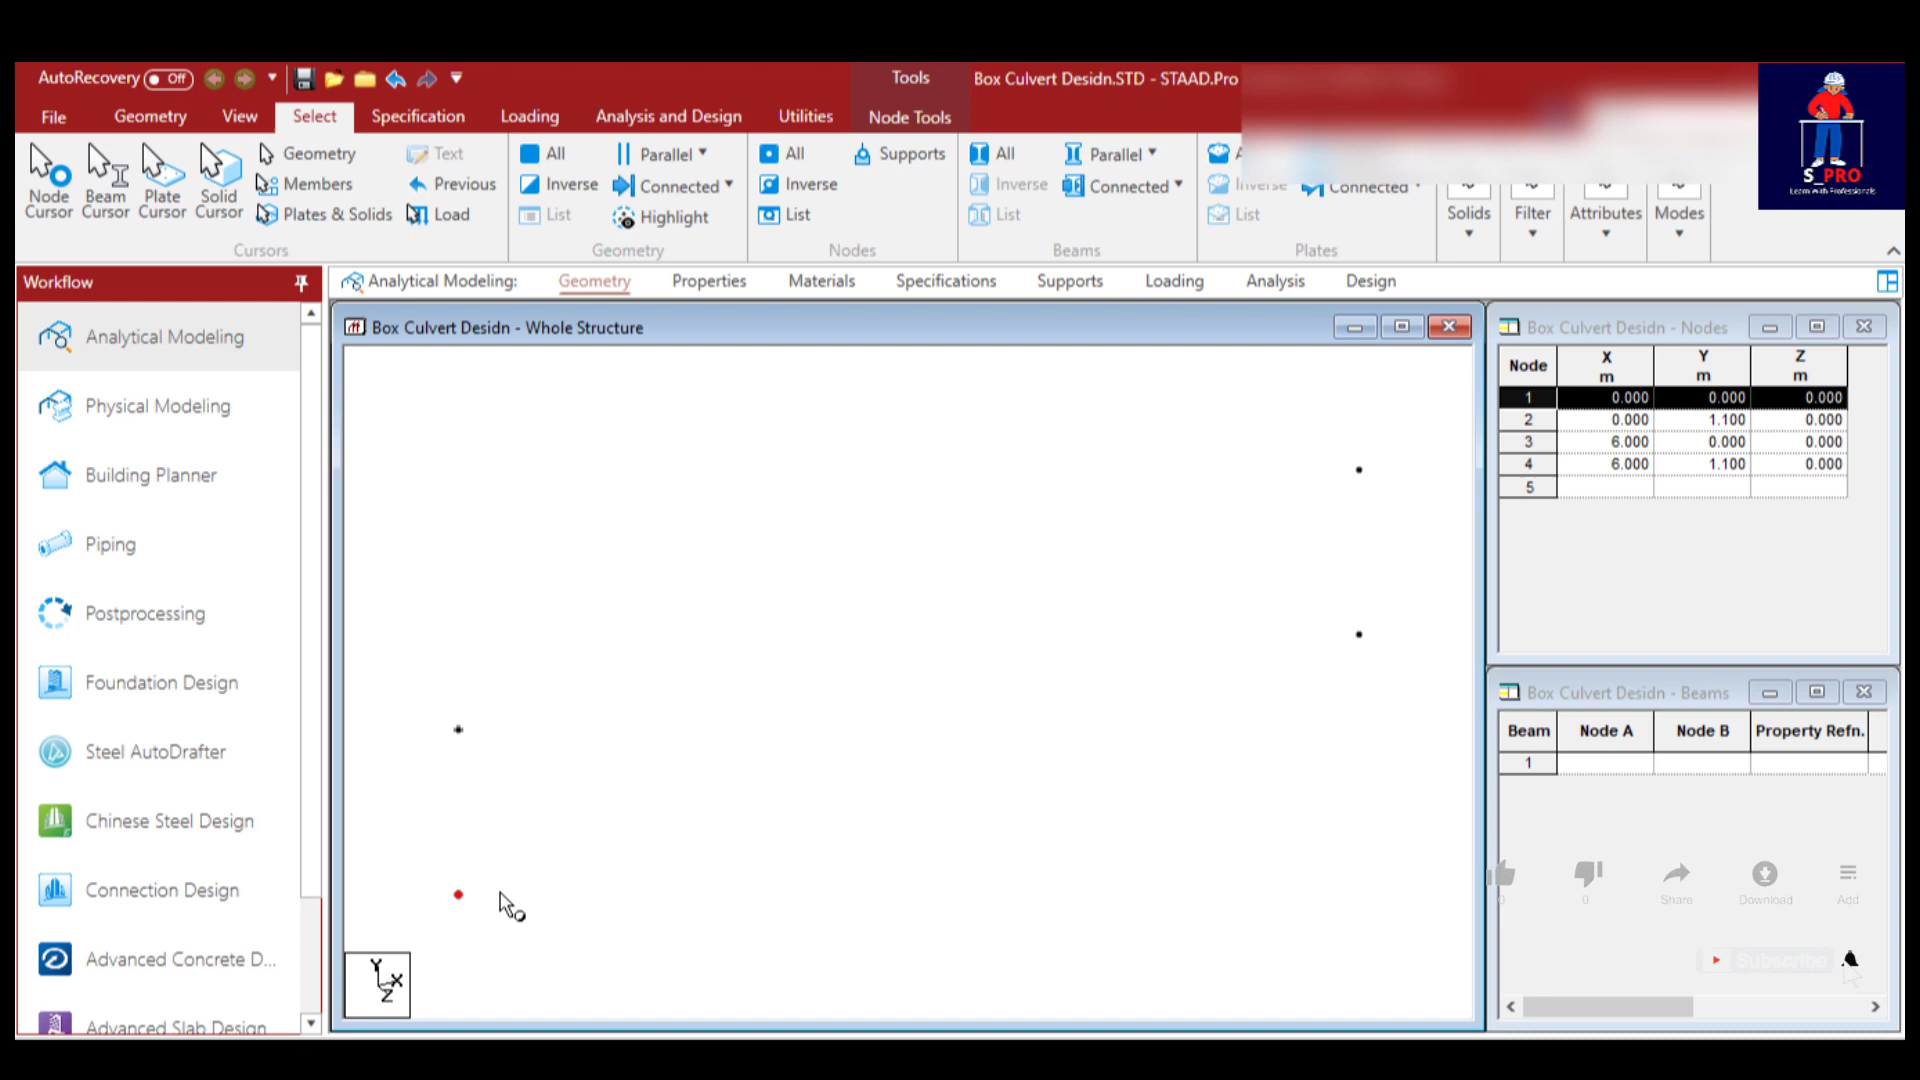 AutoRecovery Off
Tools
Box Culvert Desidn.STD - STAAD.Pro
File Geometry View Select Specification Loading Analysis and Design Utilities Node Tools
Node Cursor
Beam Cursor
Plate Cursor
Solid Cursor
Geometry
Members
Plates & Solids
Text
Previous
Load
Cursors
All
Inverse
List
Parallel
Connected
Highlight
Geometry
All
Inverse
List
Supports
Nodes
All
Inverse
List
Parallel
Connected
Beams
Inverse
List
Connected
Plates
Solids
Filter
Attributes
Modes
S_PRO
Learn with Professionals
Workflow
Analytical Modeling
Physical Modeling
Building Planner
Piping
Postprocessing
Foundation Design
Steel AutoDrafter
Chinese Steel Design
Connection Design
Advanced Concrete D...
Advanced Slab Design
Analytical Modeling: Geometry Properties Materials Specifications Supports Loading Analysis Design
Box Culvert Desidn - Whole Structure
Y
X
Z
Box Culvert Desidn - Nodes
Node X m Y m Z m
1 0.000 0.000 0.000
2 0.000 1.100 0.000
3 6.000 0.000 0.000
4 6.000 1.100 0.000
5
Box Culvert Desidn - Beams
Beam Node A Node B Property Refn.
1
0 0 Share Download Add
Subscribe